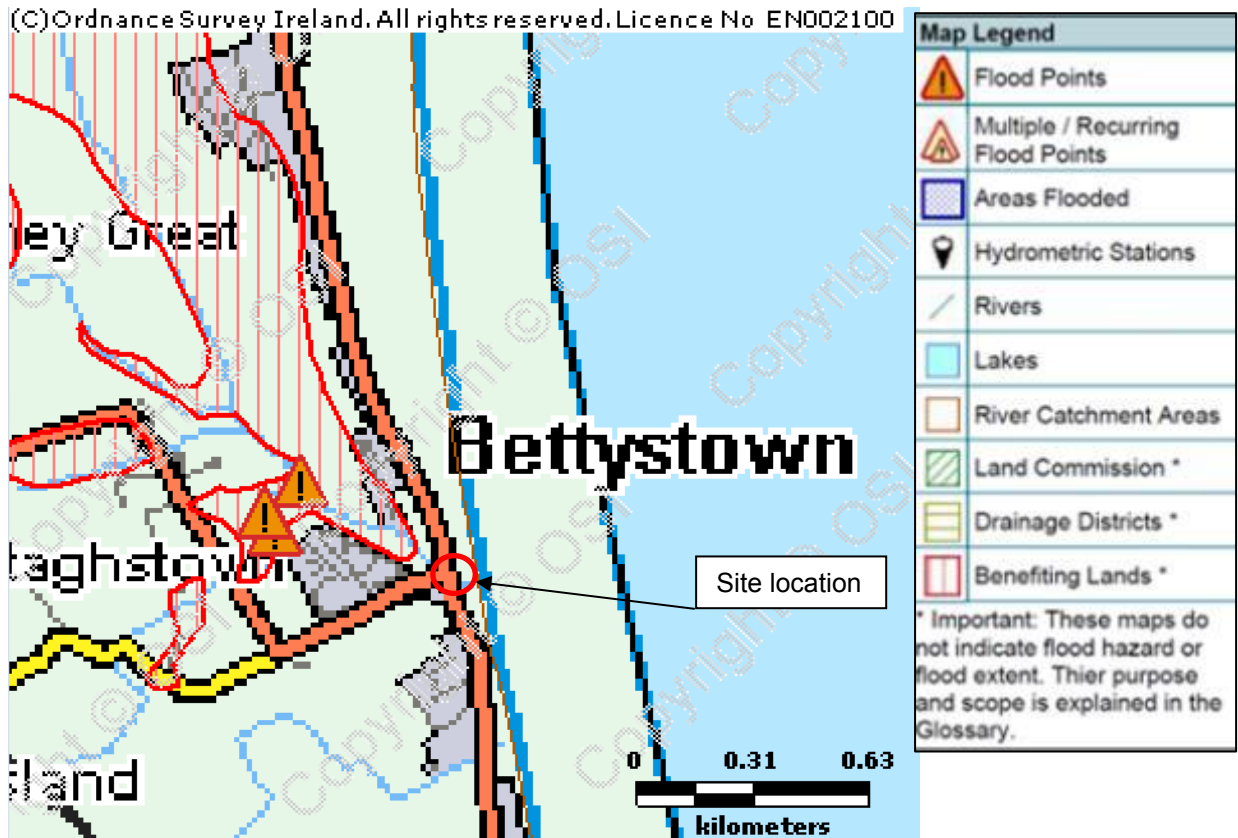 (C)Ordnance Survey Ireland. All rights reserved. Licence No EN002100
ey Great
Bettystown
taghstown
Site location
sland
0 0.31 0.63
kilometers
Copyright © OSI
Map Legend
Flood Points
Multiple / Recurring
Flood Points
Areas Flooded
Hydrometric Stations
Rivers
Lakes
River Catchment Areas
Land Commission *
Drainage Districts *
Benefiting Lands *
* Important: These maps do
not indicate flood hazard or
flood extent. Thier purpose
and scope is explained in the
Glossary.